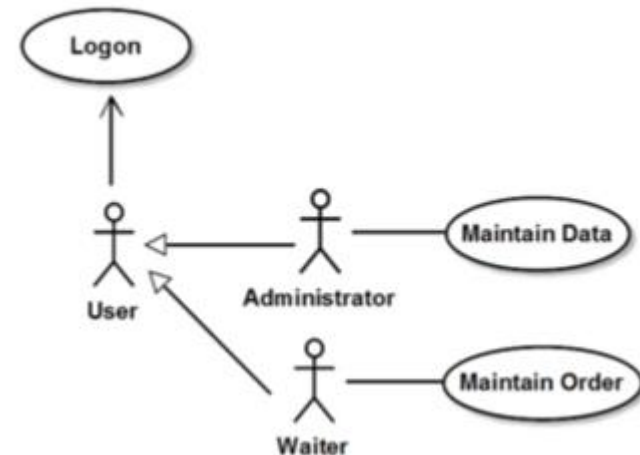 Logon
User
Administrator
Maintain Data
Waiter
Maintain Order